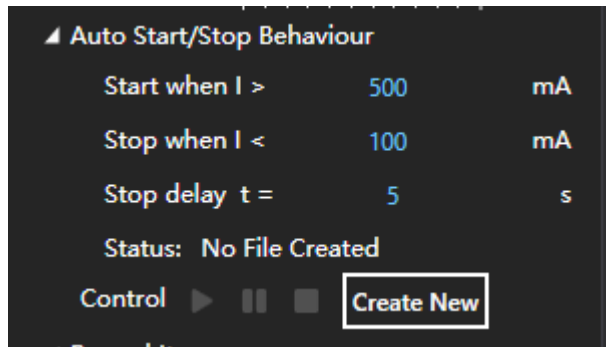 Auto Start/Stop Behaviour
Start when I > 500 mA
Stop when I < 100 mA
Stop delay t = 5 s
Status: No File Created
Control Create New